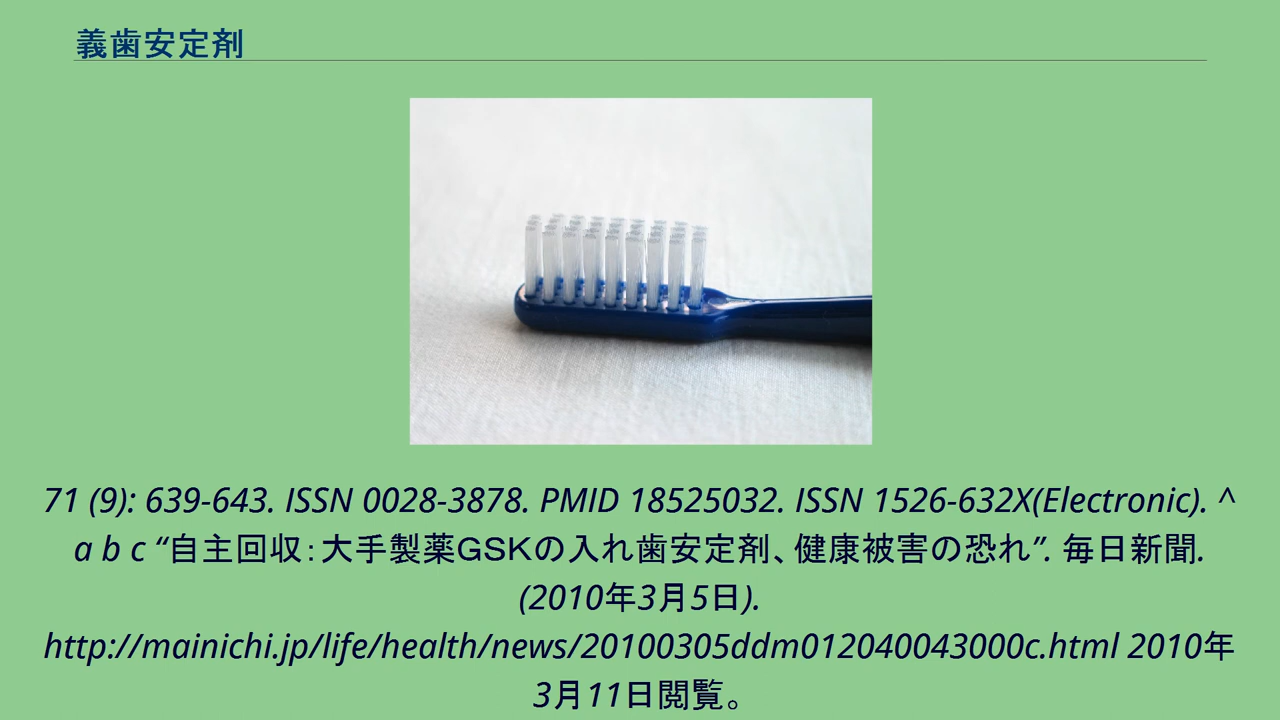 義歯安定剤
71 (9): 639-643. ISSN 0028-3878. PMID 18525032. ISSN 1526-632X(Electronic). ^
a b c “自主回収：大手製薬GSKの入れ歯安定剤、健康被害の恐れ”. 毎日新聞.
(2010年3月5日).
http://mainichi.jp/life/health/news/20100305ddm012040043000c.html 2010年
3月11日閲覧。